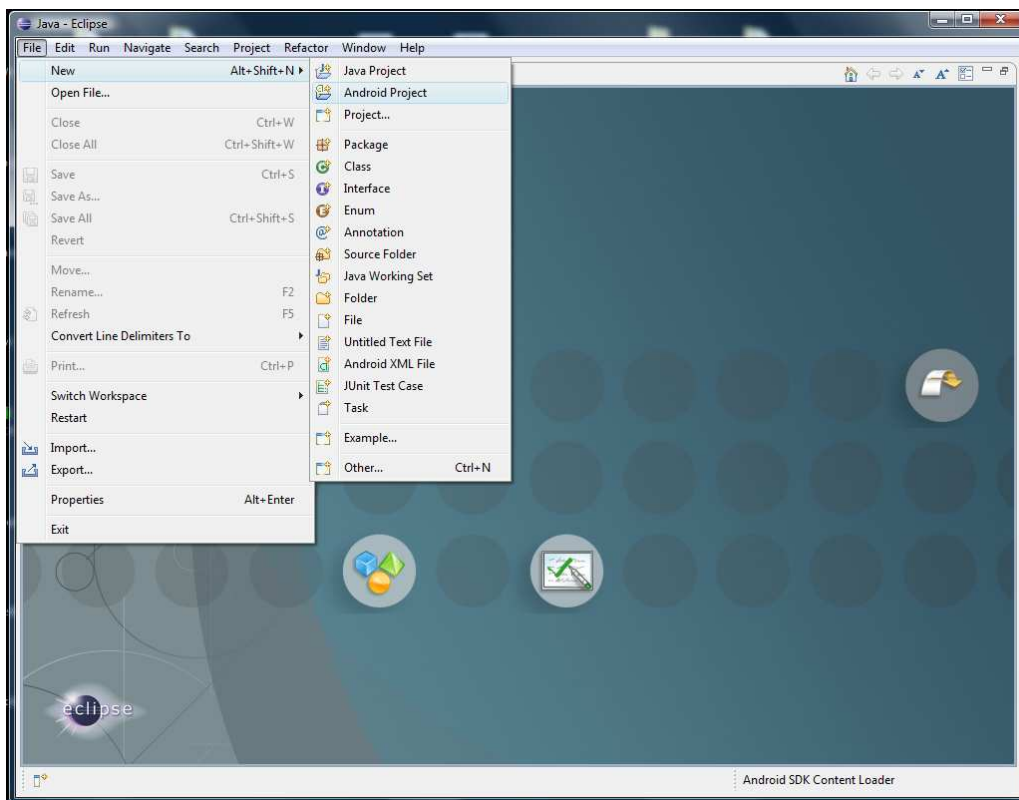 Java - Eclipse
File Edit Run Navigate Search Project Refactor Window Help
New Alt+Shift+N
Open File...
Close Ctrl+W
Close All Ctrl+Shift+W
Save Ctrl+S
Save As...
Save All Ctrl+Shift+S
Revert
Move...
Rename... F2
Refresh F5
Convert Line Delimiters To
Print... Ctrl+P
Switch Workspace
Restart
Import...
Export...
Properties Alt+Enter
Exit
Java Project
Android Project
Project...
Package
Class
Interface
Enum
Annotation
Source Folder
Java Working Set
Folder
File
Untitled Text File
Android XML File
JUnit Test Case
Task
Example...
Other... Ctrl+N
eclipse
Android SDK Content Loader